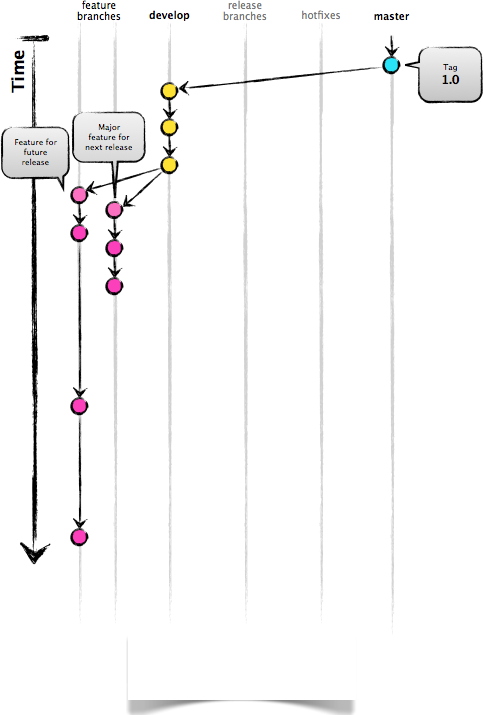 feature
branches
develop
release
branches
hotfixes
master
Time
Tag
1.0
Major
feature for
next release
Feature for
future
release